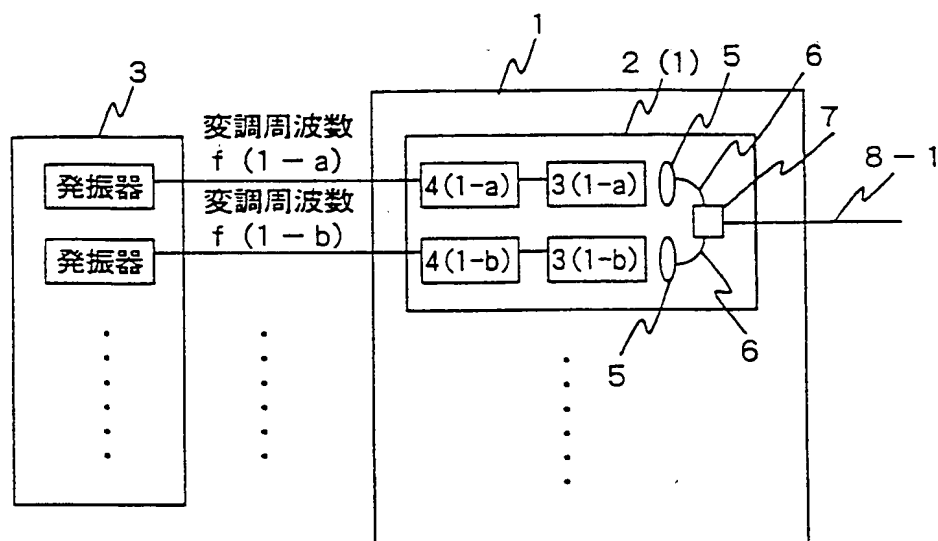 1
3
2 (1)
5
6
7
8-1
変調周波数
f (1-a)
発振器
4(1-a)
3(1-a)
変調周波数
f (1-b)
発振器
4(1-b)
3(1-b)
5
6